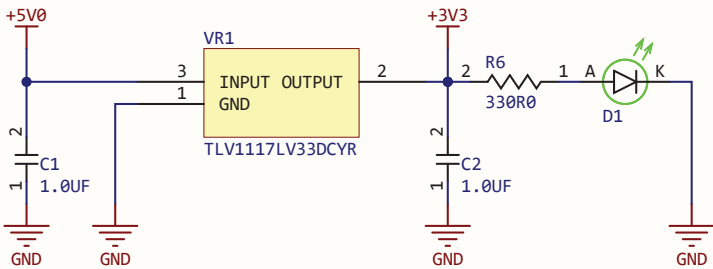 +5V0
+3V3
VR1
R6
3 INPUT OUTPUT 2
2 1 A K
1 GND
330R0
D1
TLV1117LV33DCYR
2 C1
1 1.0UF
2 C2
1 1.0UF
GND GND GND GND